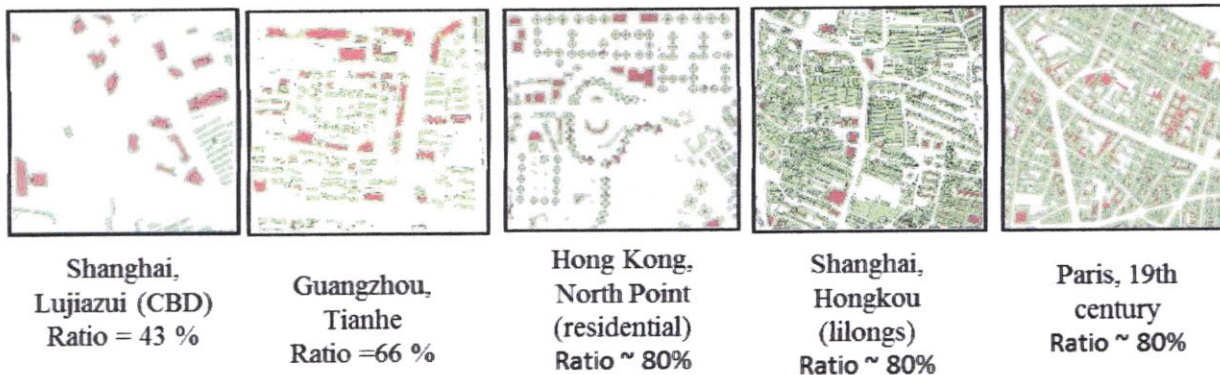 Shanghai,
Lujiazui (CBD)
Ratio = 43 %
Guangzhou,
Tianhe
Ratio =66 %
Hong Kong,
North Point
(residential)
Ratio ~ 80%
Shanghai,
Hongkou
(lilongs)
Ratio ~ 80%
Paris, 19th
century
Ratio ~ 80%